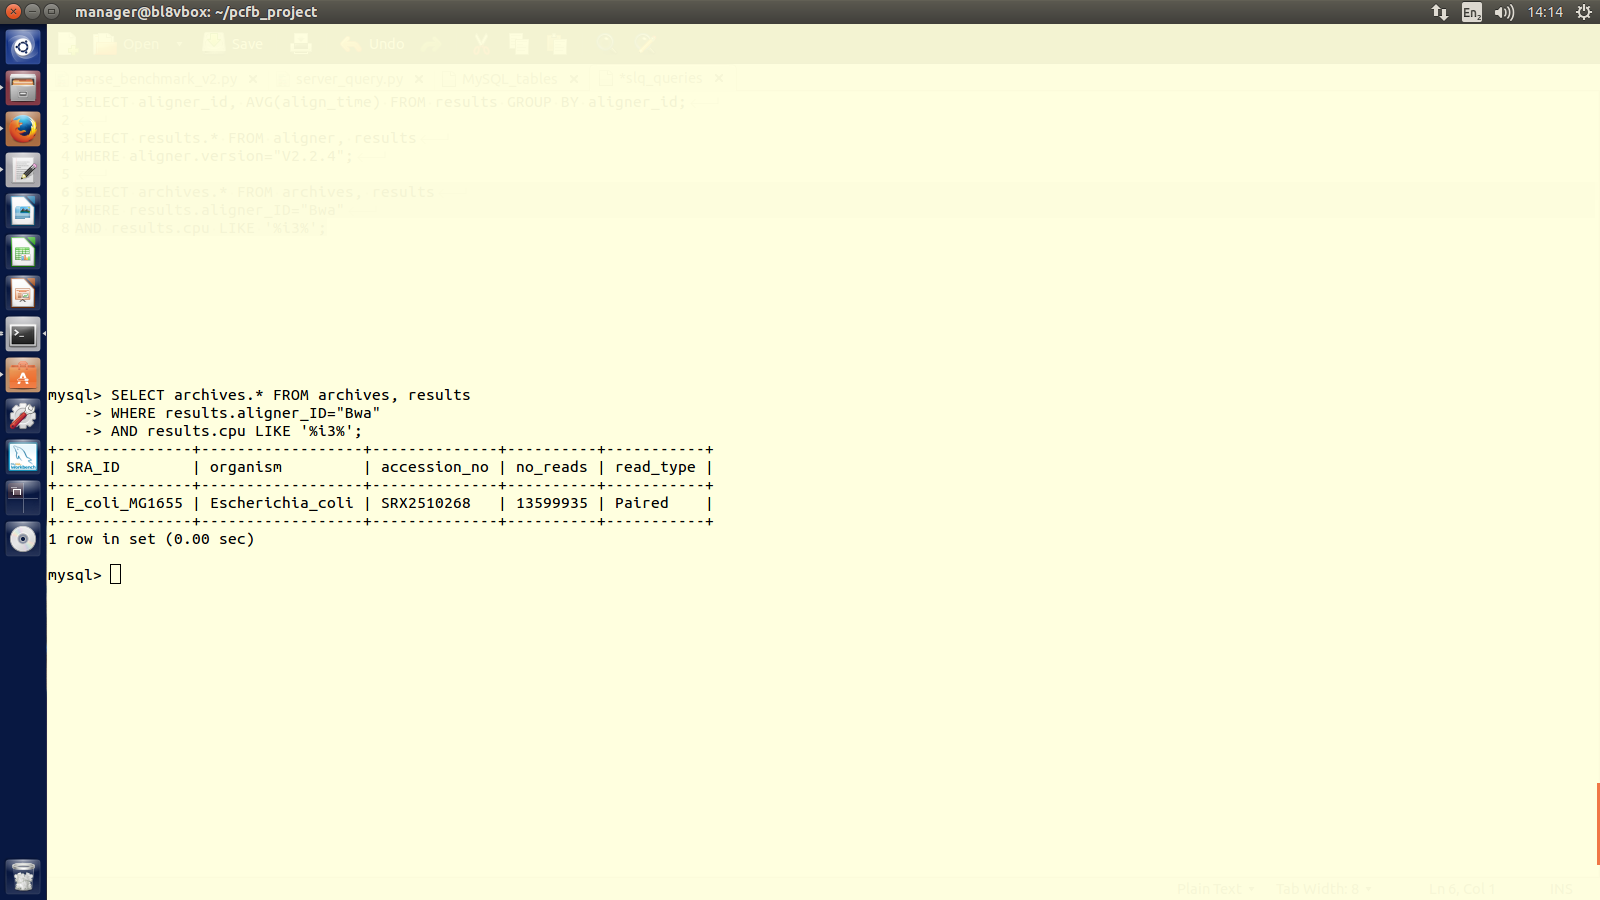 manager@bl8vbox: ~/pcfb_project
En2
14:14
Open
Save
Undo
parse_benchmark_v2.py ×
server_query.py ×
MySQL_tables ×
*slq_queries ×
1 SELECT aligner_id, AVG(align_time) FROM results GROUP BY aligner_id;
2
3 SELECT results.* FROM aligner, results
4 WHERE aligner.version="V2.2.4";
5
6 SELECT archives.* FROM archives, results
7 WHERE results.aligner_ID="Bwa"
8 AND results.cpu LIKE '%i3%';
mysql> SELECT archives.* FROM archives, results
    -> WHERE results.aligner_ID="Bwa"
    -> AND results.cpu LIKE '%i3%';
+---------------+------------------+--------------+----------+-----------+
| SRA_ID        | organism         | accession_no | no_reads | read_type |
+---------------+------------------+--------------+----------+-----------+
| E_coli_MG1655 | Escherichia_coli | SRX2510268   | 13599935 | Paired    |
+---------------+------------------+--------------+----------+-----------+
1 row in set (0.00 sec)
mysql>
Plain Text
Tab Width: 8
Ln 6, Col 1
INS